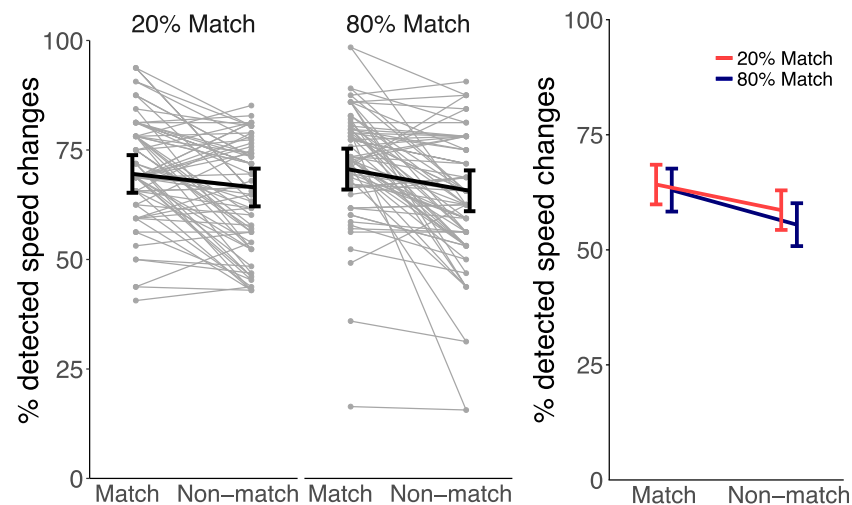 20% Match
80% Match
% detected speed changes
100
75
50
25
0
Match
Non−match
Match
Non−match
% detected speed changes
100
75
50
25
0
20% Match
80% Match
Match
Non−match